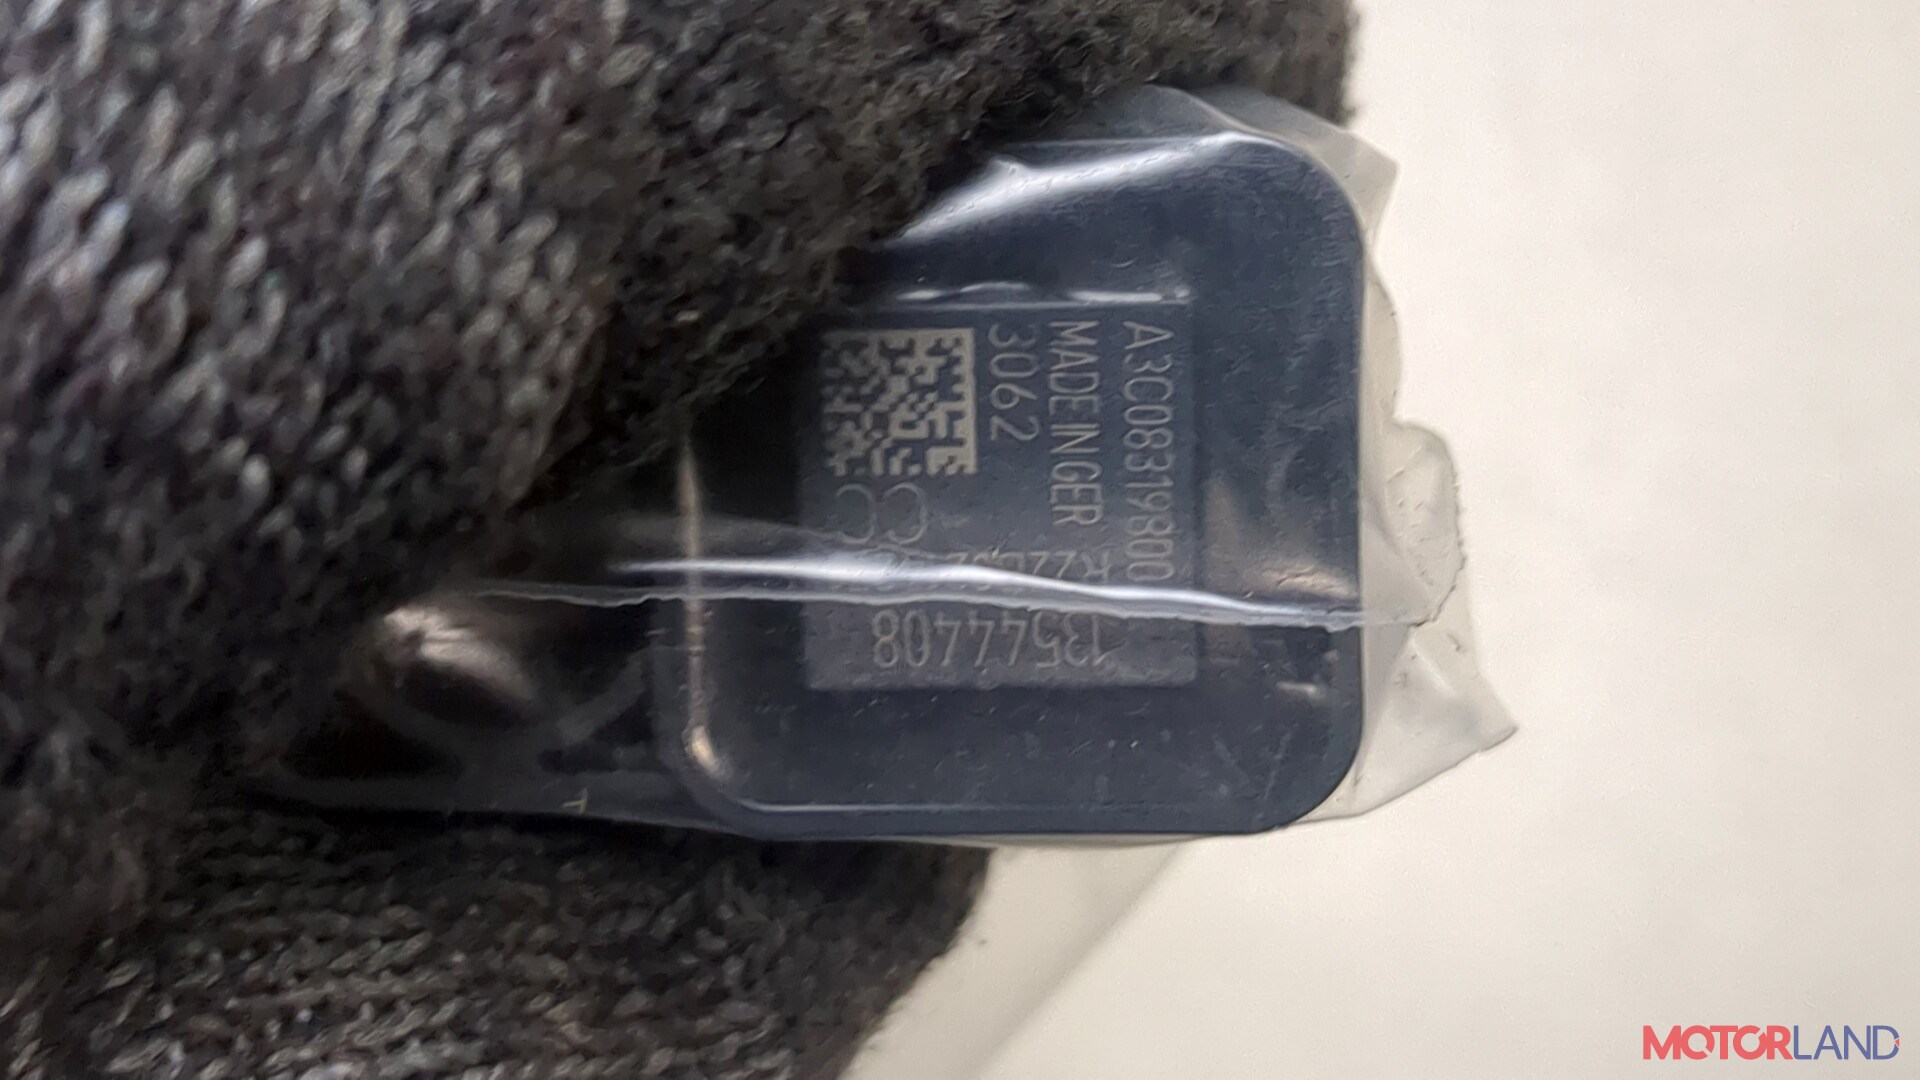 A3C08319800
MADE IN GER
3062
13544408
MOTORLAND